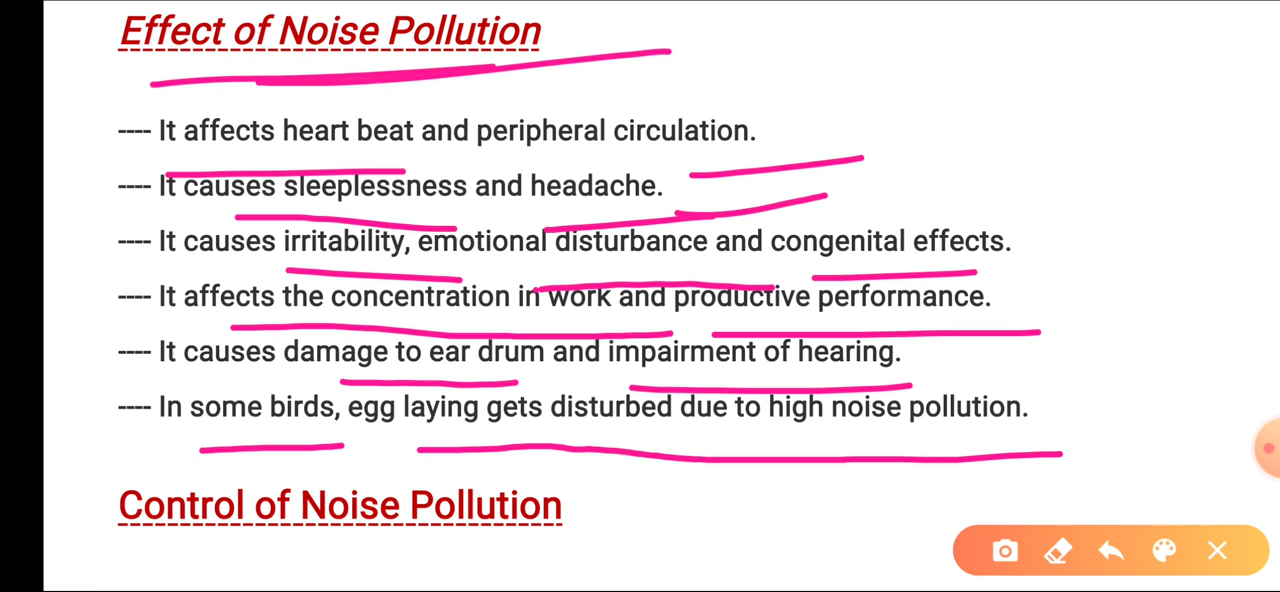 Effect of Noise Pollution
---- It affects heart beat and peripheral circulation.
---- It causes sleeplessness and headache.
---- It causes irritability, emotional disturbance and congenital effects.
---- It affects the concentration in work and productive performance.
---- It causes damage to ear drum and impairment of hearing.
---- In some birds, egg laying gets disturbed due to high noise pollution.
Control of Noise Pollution